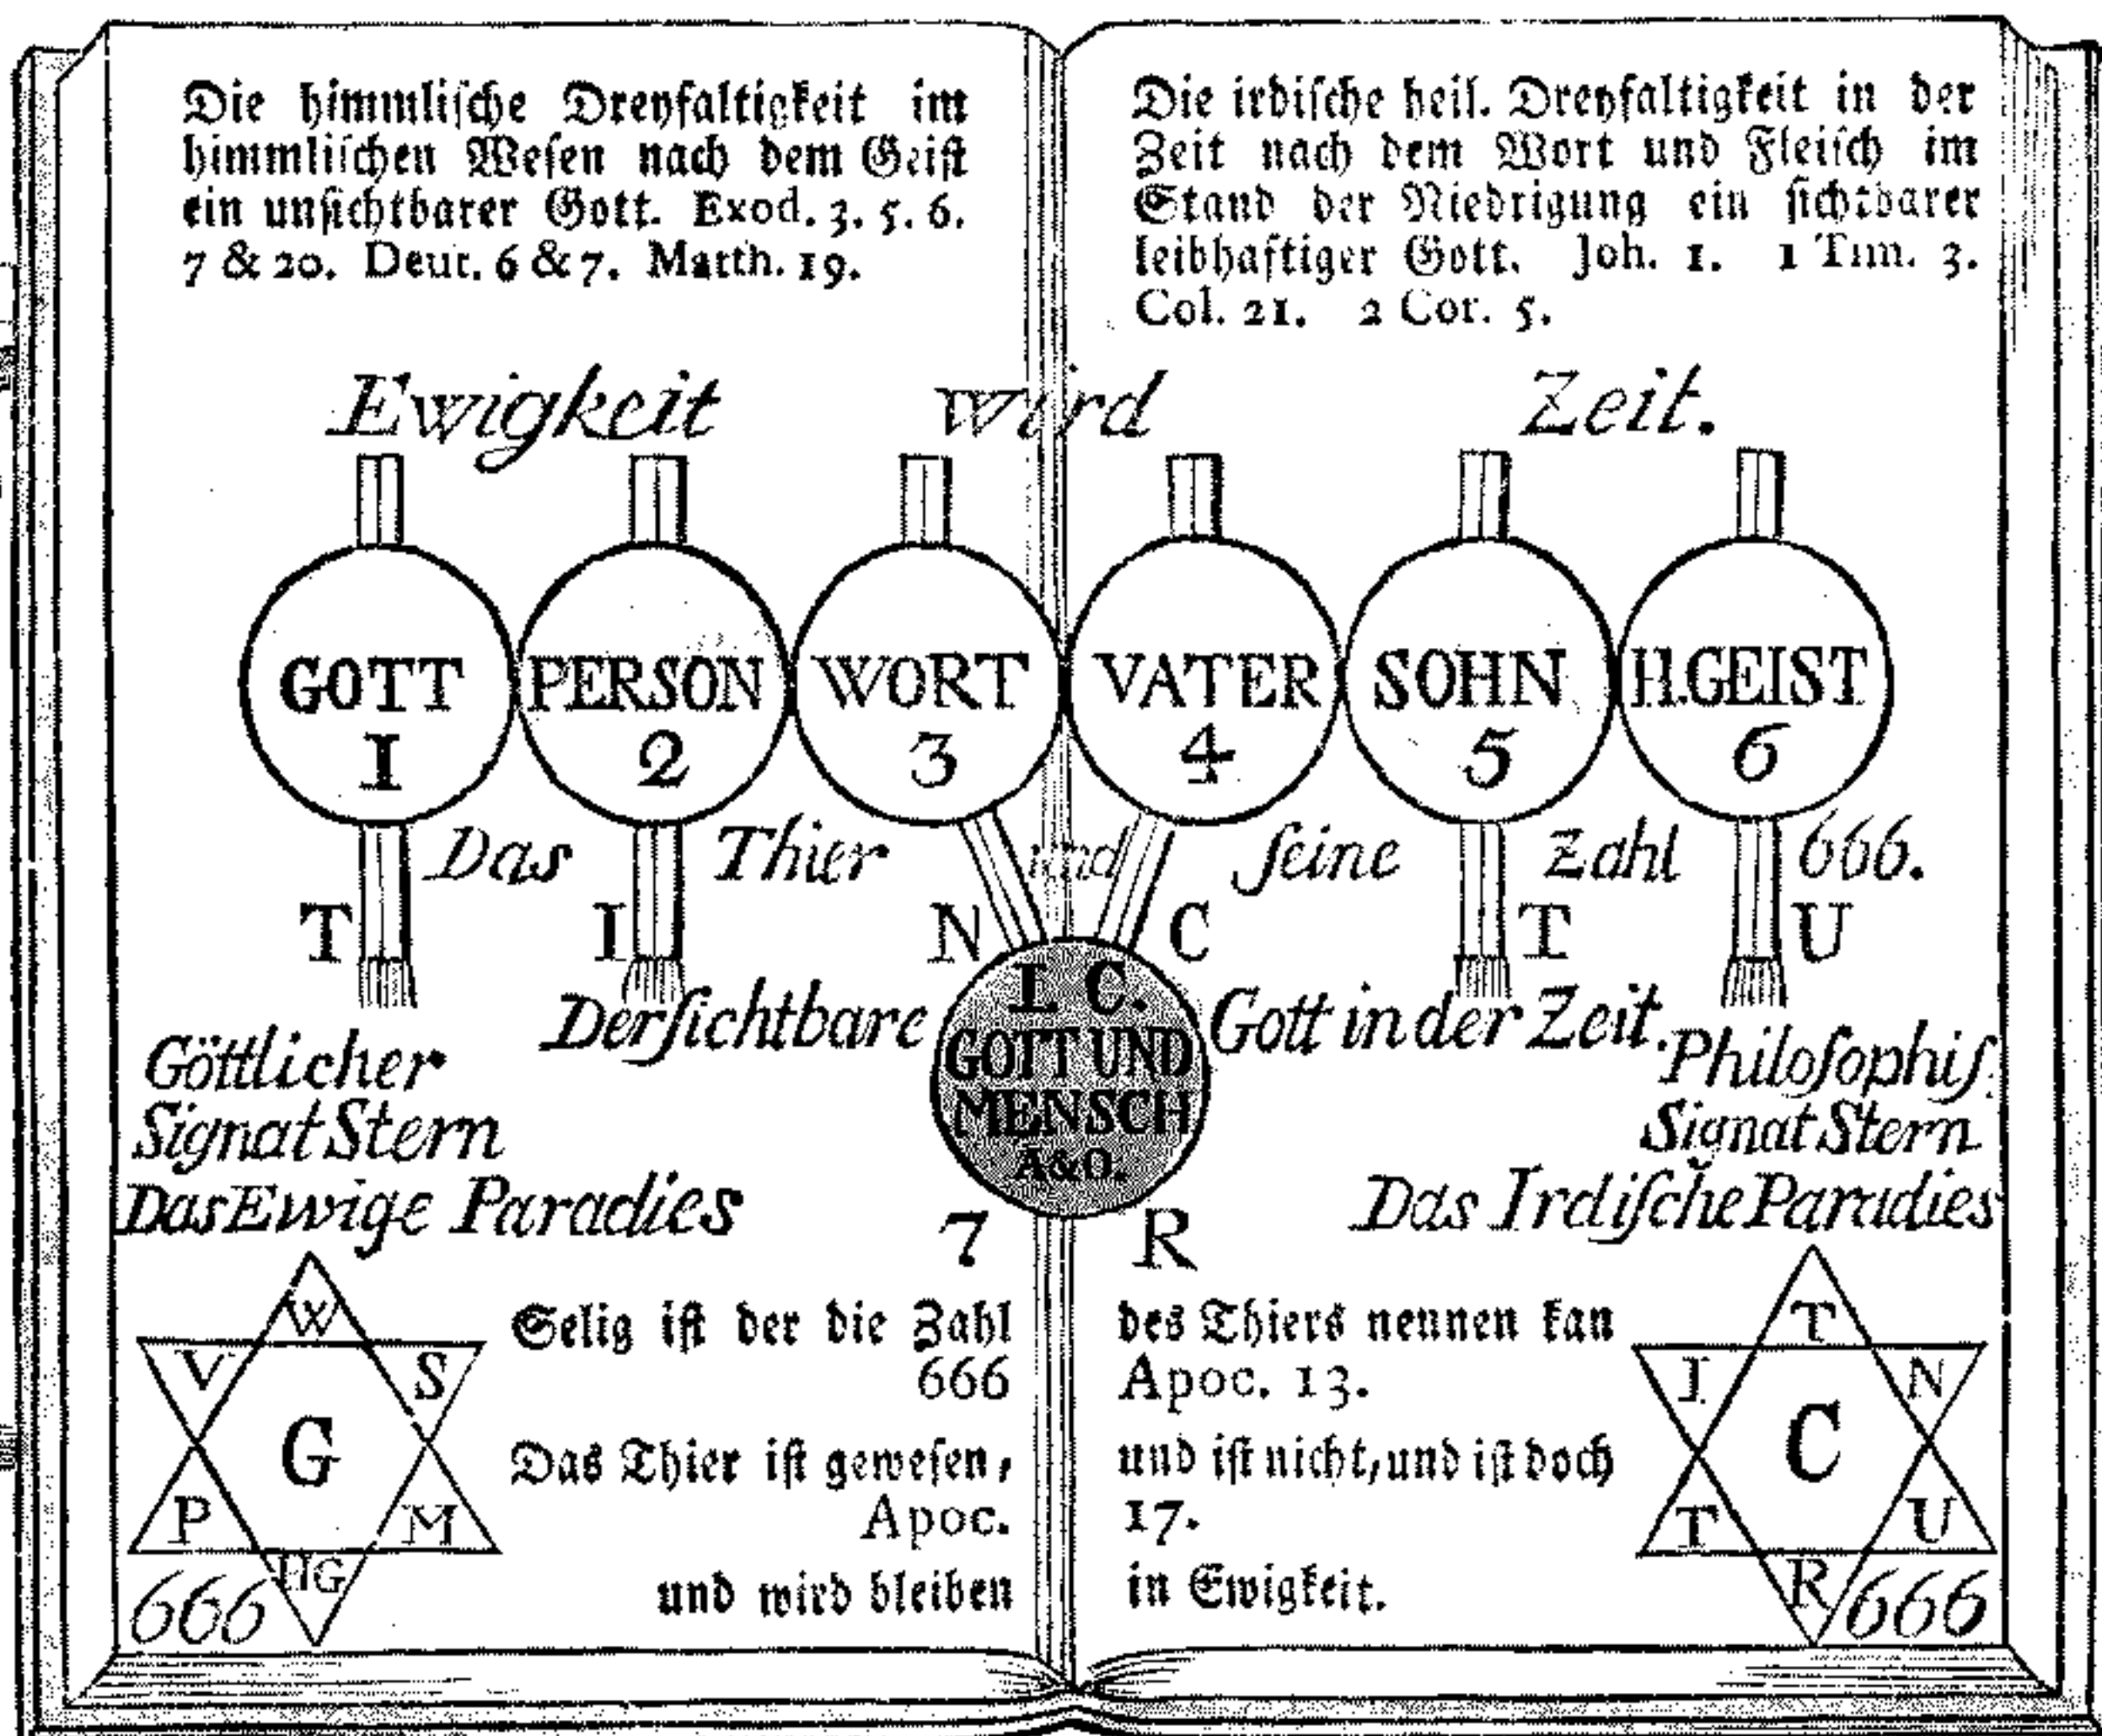 Die himmliſche Dreyfaltigkeit im
himmliſchen Weſen nach dem Geiſt
ein unſichtbarer Gott. Exod. 3. 5. 6.
7 & 20. Deut. 6 & 7. Matth. 19.
Die irdiſche heil. Dreyfaltigkeit in der
Zeit nach dem Wort und Fleiſch im
Stand der Niedrigung ein ſichtbarer
leibhaftiger Gott. Joh. 1. 1 Tim. 3.
Col. 21. 2 Cor. 5.
Ewigkeit wird Zeit.
GOTT PERSON WORT VATER SOHN H.GEIST
1 2 3 4 5 6
Das Thier und ſeine Zahl 666.
T I N C T U
I. C.
GOTT UND
MENSCH
A&O.
Der ſichtbare Gott in der Zeit.
Göttlicher
Signat Stern
Das Ewige Paradies
Philoſophiſ.
Signat Stern
Das Irdiſche Paradies
7 R
W
V S
G
P M
HG
666
Selig iſt der die Zahl des Thiers nennen kan
666 Apoc. 13.
Das Thier iſt geweſen, und iſt nicht, und iſt doch
Apoc. 17.
und wird bleiben in Ewigkeit.
T
I N
C
T U
R
666